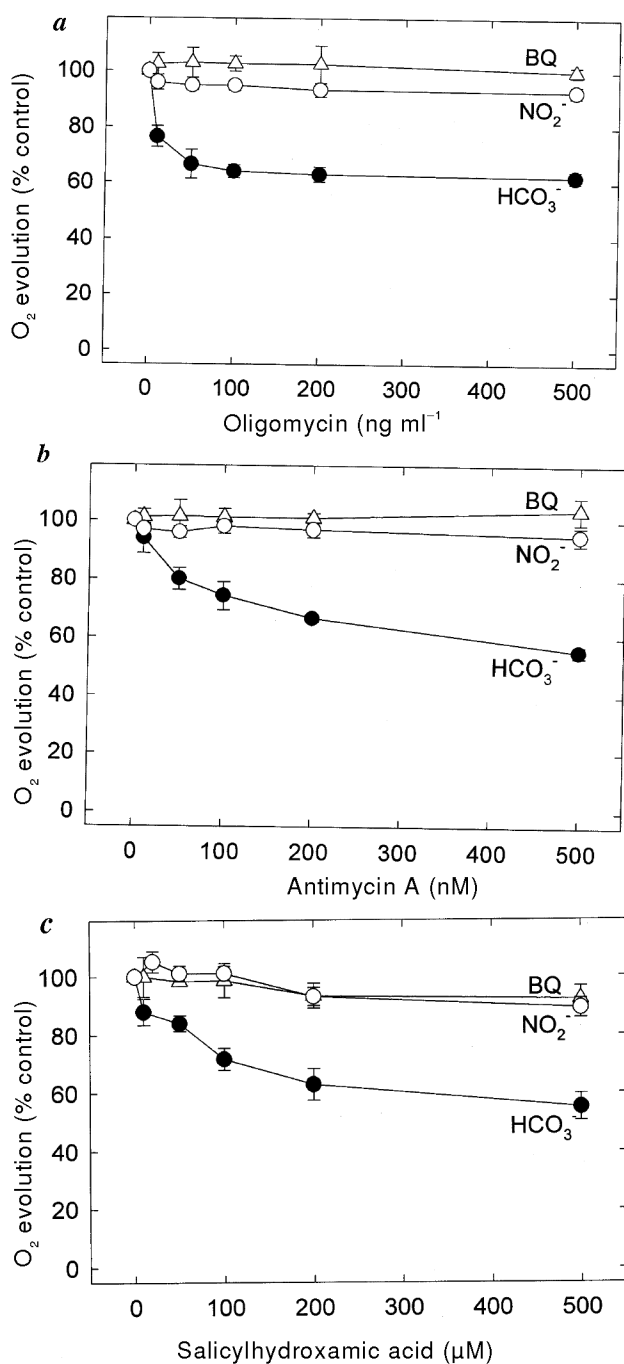 a
O₂ evolution (% control)
100
80
60
40
20
0
BQ
NO₂⁻
HCO₃⁻
0 100 200 300 400 500
Oligomycin (ng ml⁻¹
b
O₂ evolution (% control)
100
80
60
40
20
0
BQ
NO₂⁻
HCO₃⁻
0 100 200 300 400 500
Antimycin A (nM)
c
O₂ evolution (% control)
100
80
60
40
20
0
BQ
NO₂⁻
HCO₃⁻
0 100 200 300 400 500
Salicylhydroxamic acid (µM)